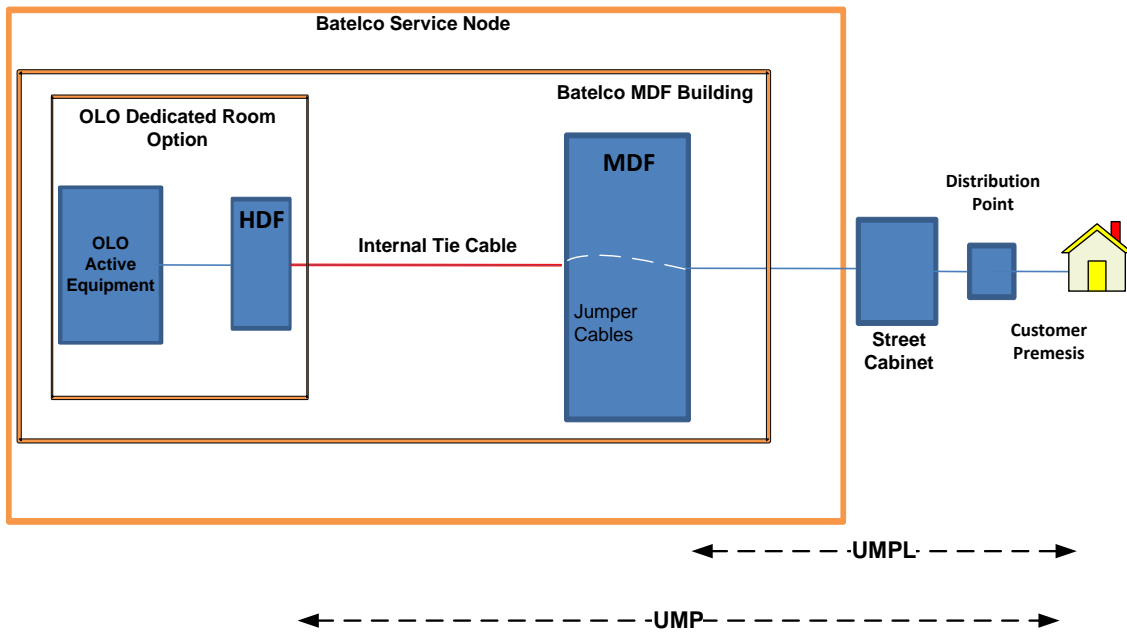 Batelco Service Node
Batelco MDF Building
OLO Dedicated Room
Option
MDF
Distribution
Point
HDF
OLO
Active
Equipment
Internal Tie Cable
Jumper
Cables
Street
Cabinet
Customer
Premesis
UMPL
UMP